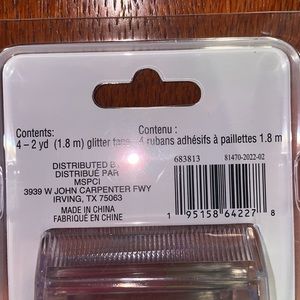 Contents:
4 – 2 yd (1.8 m) glitter tape
Contenu :
4 rubans adhésifs à paillettes 1.8 m
DISTRIBUTED BY
DISTRIBUÉ PAR
MSPCI
3939 W JOHN CARPENTER FWY
IRVING, TX 75063
MADE IN CHINA
FABRIQUÉ EN CHINE
683813
81470-2022-02
1 95158 64227 8